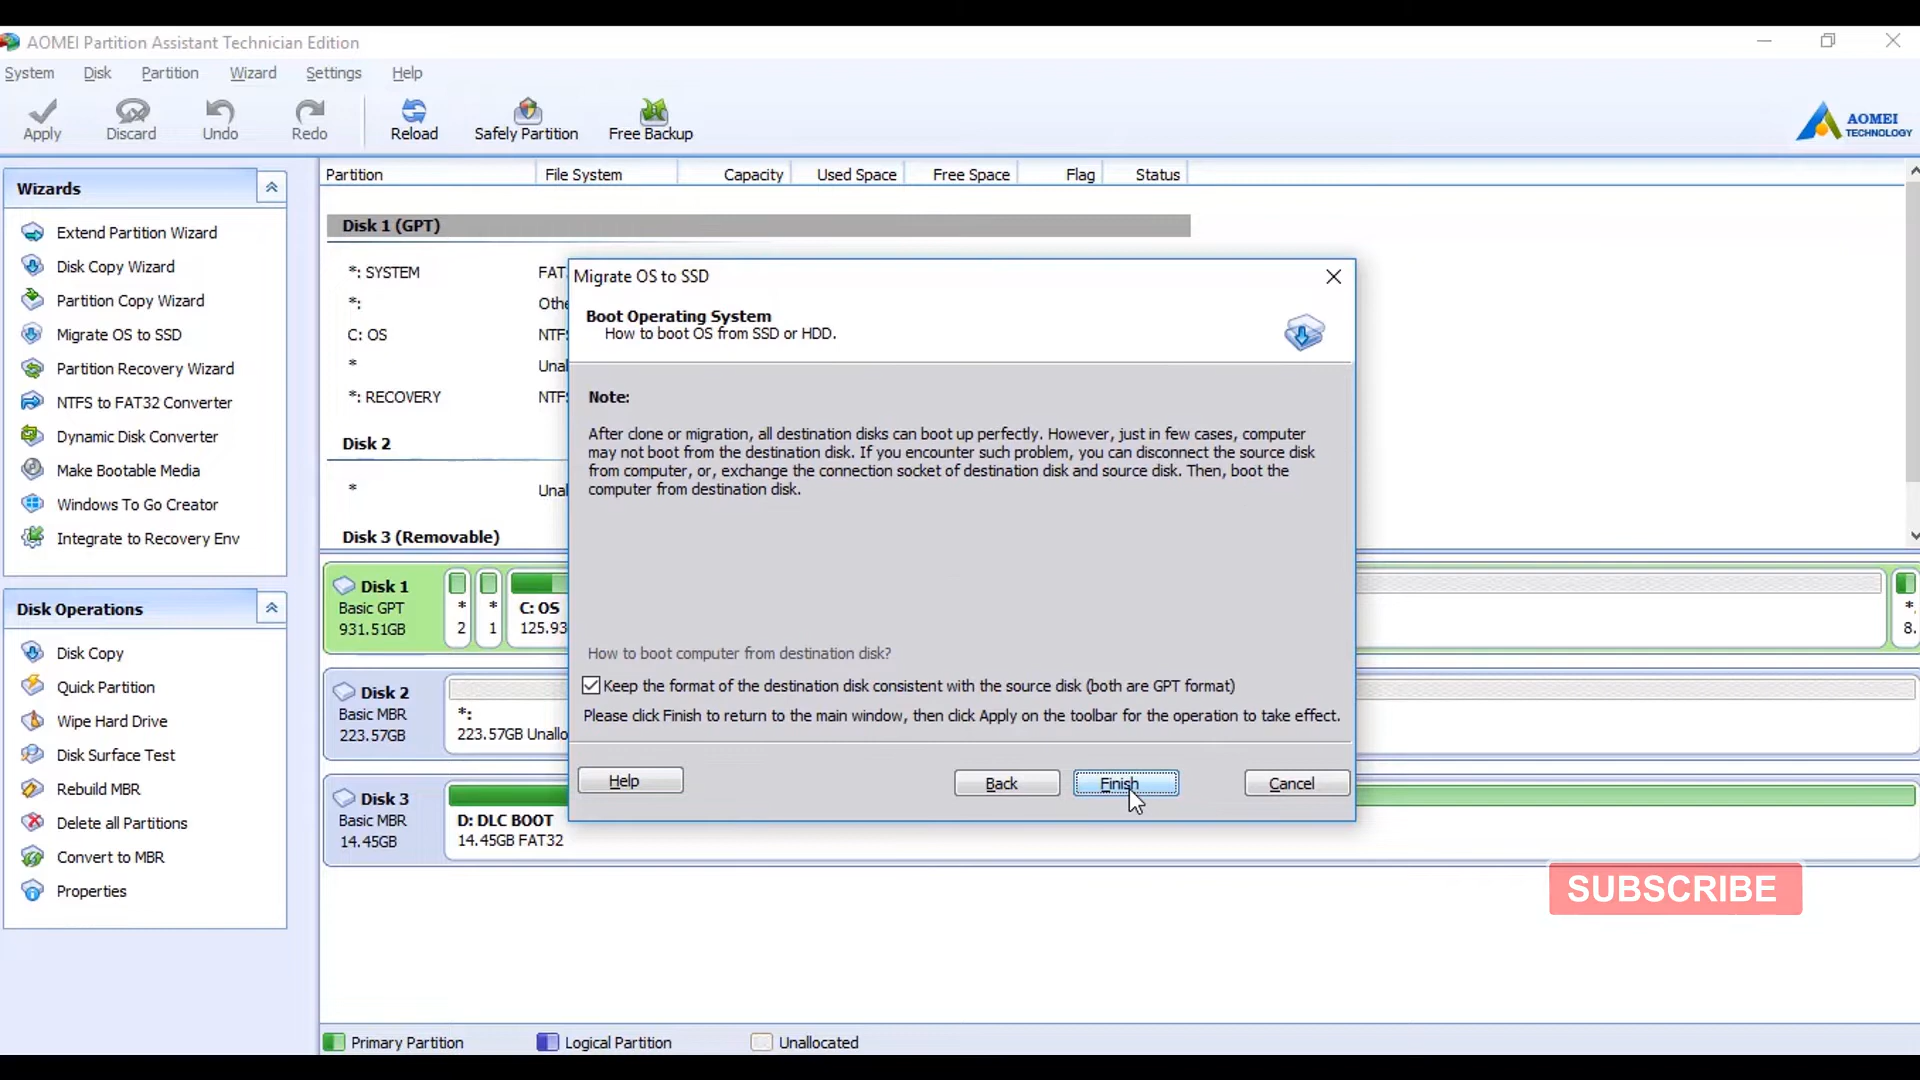 AOMEI Partition Assistant Technician Edition
System Disk Partition Wizard Settings Help
Apply Discard Undo Redo Reload Safely Partition Free Backup
AOMEI
TECHNOLOGY
Wizards
Extend Partition Wizard
Disk Copy Wizard
Partition Copy Wizard
Migrate OS to SSD
Partition Recovery Wizard
NTFS to FAT32 Converter
Dynamic Disk Converter
Make Bootable Media
Windows To Go Creator
Integrate to Recovery Env
Disk Operations
Disk Copy
Quick Partition
Wipe Hard Drive
Disk Surface Test
Rebuild MBR
Delete all Partitions
Convert to MBR
Properties
Partition File System Capacity Used Space Free Space Flag Status
Disk 1 (GPT)
*: SYSTEM FAT
*: Othe
C: OS NTFS
* Unal
*: RECOVERY NTFS
Disk 2
* Unal
Disk 3 (Removable)
Migrate OS to SSD
Boot Operating System
How to boot OS from SSD or HDD.
Note:
After clone or migration, all destination disks can boot up perfectly. However, just in few cases, computer
may not boot from the destination disk. If you encounter such problem, you can disconnect the source disk
from computer, or, exchange the connection socket of destination disk and source disk. Then, boot the
computer from destination disk.
How to boot computer from destination disk?
Keep the format of the destination disk consistent with the source disk (both are GPT format)
Please click Finish to return to the main window, then click Apply on the toolbar for the operation to take effect.
Help Back Finish Cancel
Disk 1
Basic GPT
931.51GB
*
2
*
1
C: OS
125.93
*
8.
Disk 2
Basic MBR
223.57GB
*:
223.57GB Unallo
Disk 3
Basic MBR
14.45GB
D: DLC BOOT
14.45GB FAT32
SUBSCRIBE
Primary Partition Logical Partition Unallocated